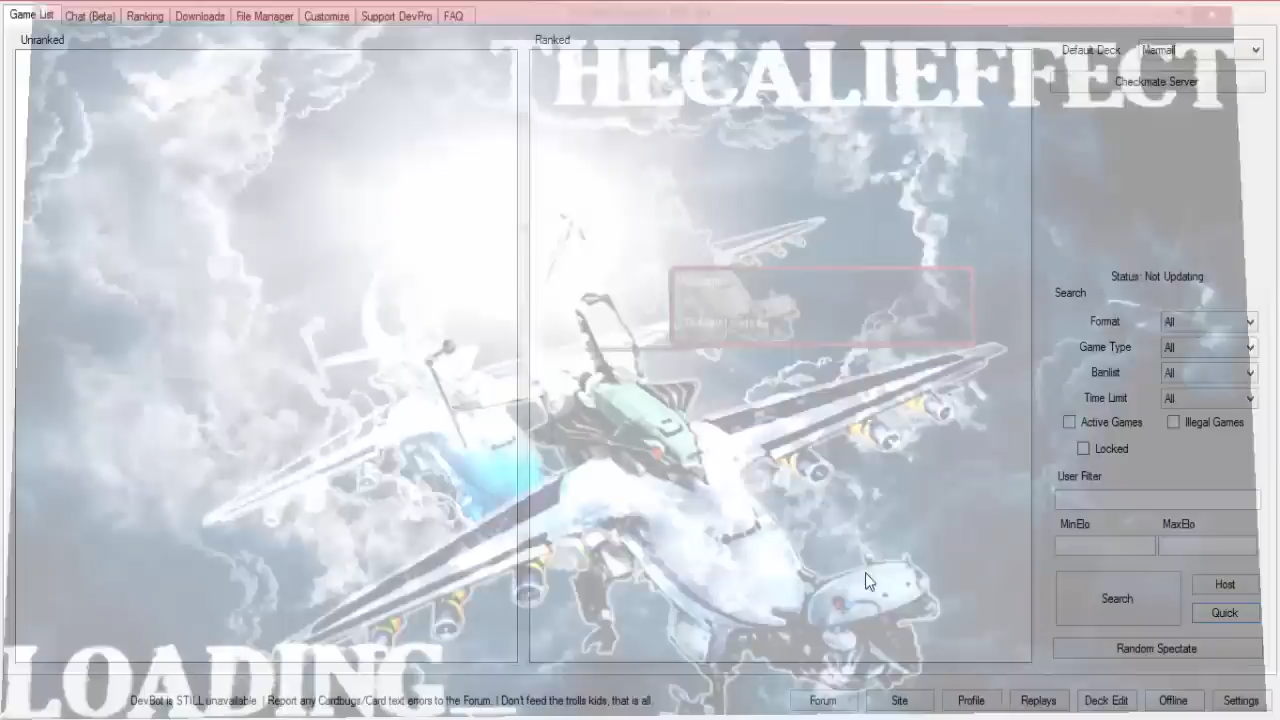 Game List Chat (Beta) Ranking Downloads File Manager Customize Support DevPro FAQ
Unranked
Ranked
THECALIEFFECT
Default Deck Mermail
Checkmate Server
Status: Not Updating
Search
Format All
Game Type All
Banlist All
Time Limit All
Active Games Illegal Games
Locked
User Filter
MinElo MaxElo
Search
Host
Quick
Random Spectate
LOADING
DevBot is STILL unavailable | Report any Cardbugs/Card text errors to the Forum. | Don't feed the trolls kids, that is all.
Forum Site Profile Replays Deck Edit Offline Settings